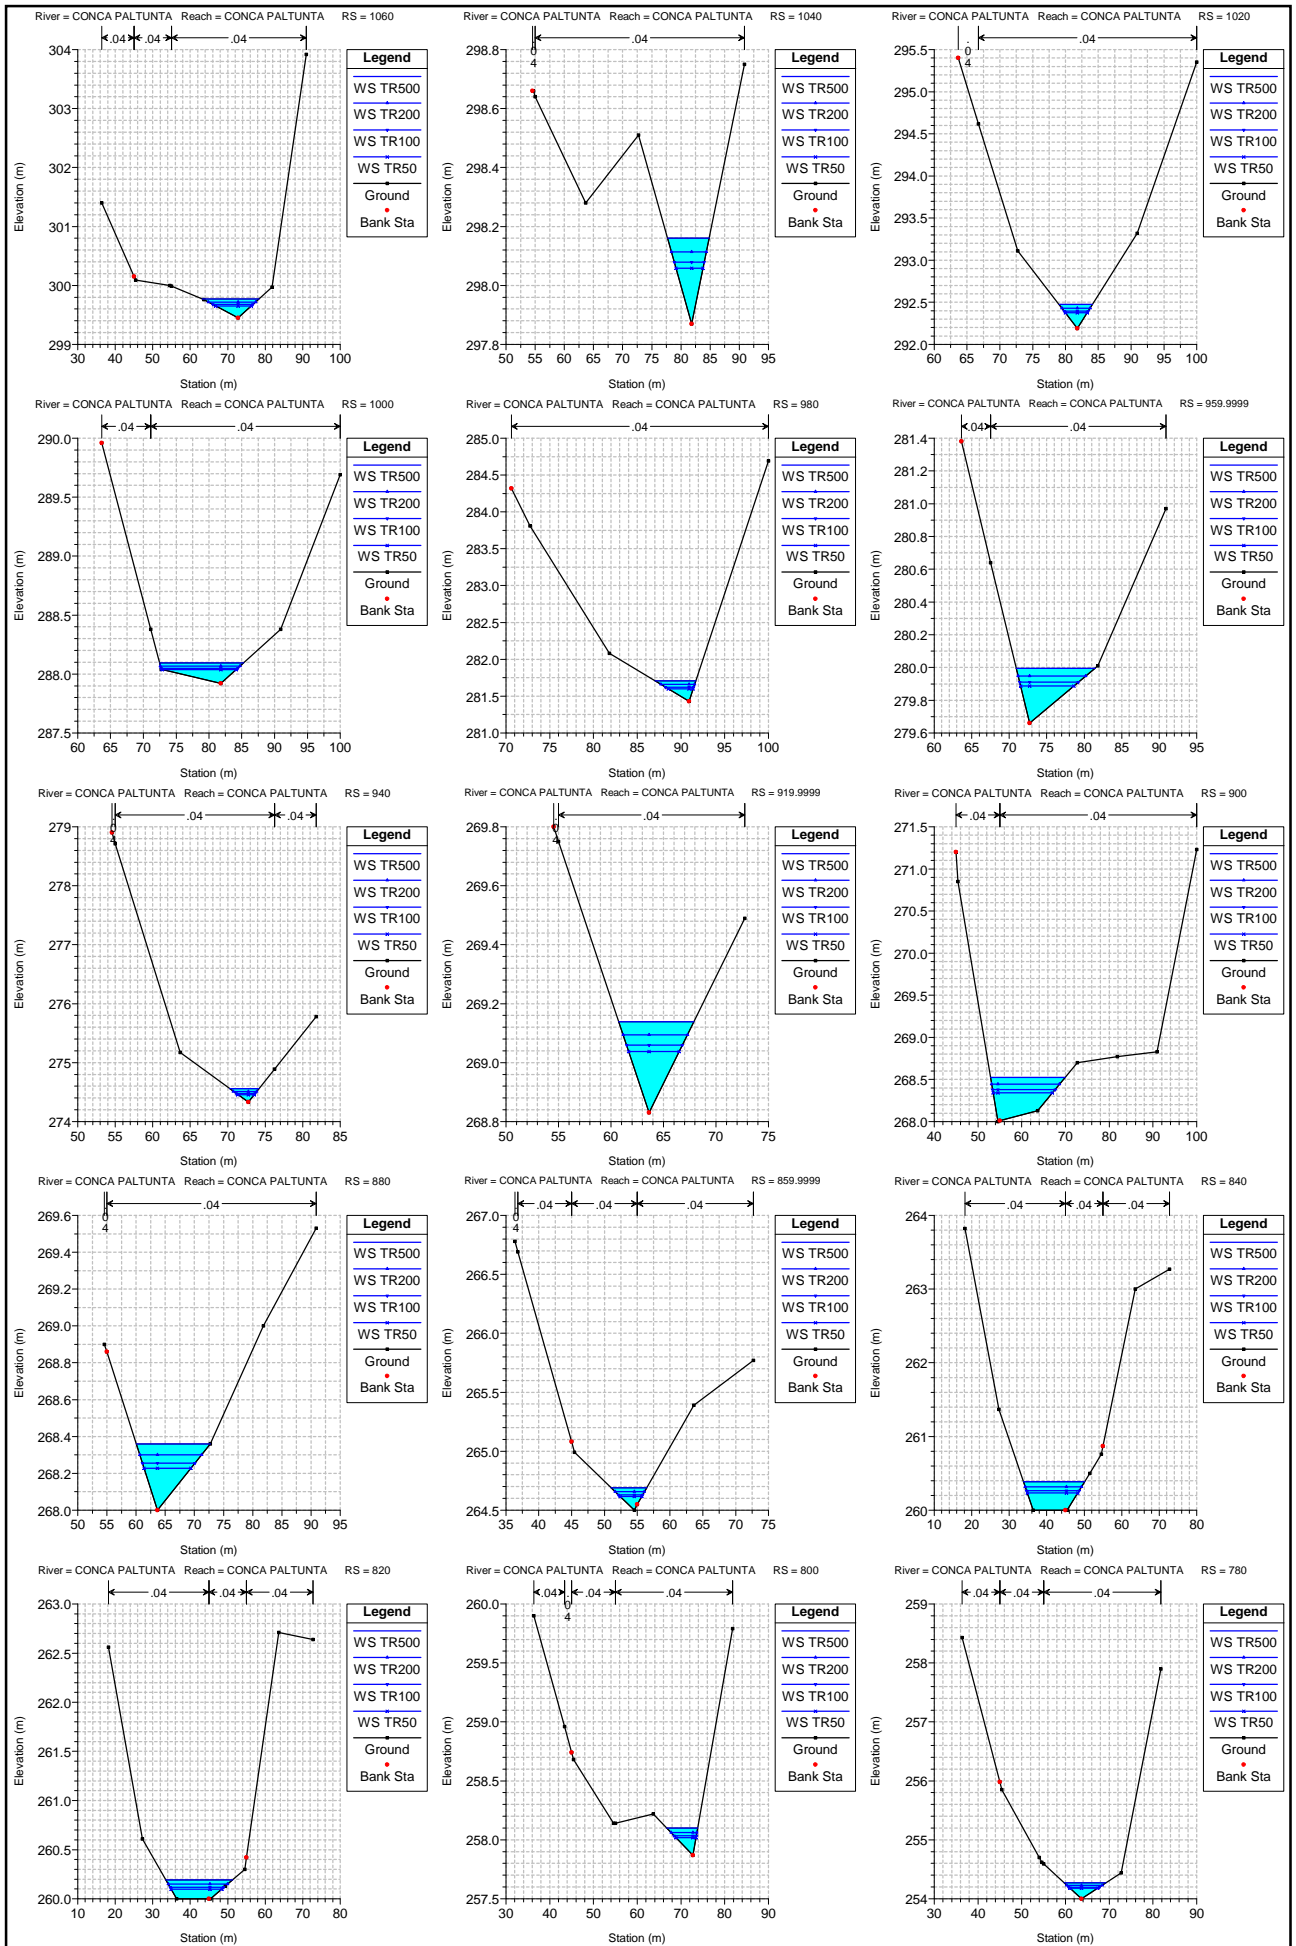 River = CONCA PALTUNTA Reach = CONCA PALTUNTA RS = 1060
.04 .04 .04
Elevation (m)
304
303
302
301
300
299
30 40 50 60 70 80 90 100
Station (m)
Legend
WS TR500
WS TR200
WS TR100
WS TR50
Ground
Bank Sta
River = CONCA PALTUNTA Reach = CONCA PALTUNTA RS = 1040
.04 .04
Elevation (m)
298.8
298.6
298.4
298.2
298.0
297.8
50 55 60 65 70 75 80 85 90 95
Station (m)
Legend
WS TR500
WS TR200
WS TR100
WS TR50
Ground
Bank Sta
River = CONCA PALTUNTA Reach = CONCA PALTUNTA RS = 1020
.04 .04
Elevation (m)
295.5
295.0
294.5
294.0
293.5
293.0
292.5
292.0
60 65 70 75 80 85 90 95 100
Station (m)
Legend
WS TR500
WS TR200
WS TR100
WS TR50
Ground
Bank Sta
River = CONCA PALTUNTA Reach = CONCA PALTUNTA RS = 1000
.04 .04
Elevation (m)
290.0
289.5
289.0
288.5
288.0
287.5
60 65 70 75 80 85 90 95 100
Station (m)
Legend
WS TR500
WS TR200
WS TR100
WS TR50
Ground
Bank Sta
River = CONCA PALTUNTA Reach = CONCA PALTUNTA RS = 980
.04
Elevation (m)
285.0
284.5
284.0
283.5
283.0
282.5
282.0
281.5
281.0
70 75 80 85 90 95 100
Station (m)
Legend
WS TR500
WS TR200
WS TR100
WS TR50
Ground
Bank Sta
River = CONCA PALTUNTA Reach = CONCA PALTUNTA RS = 959.9999
.04 .04
Elevation (m)
281.4
281.2
281.0
280.8
280.6
280.4
280.2
280.0
279.8
279.6
60 65 70 75 80 85 90 95
Station (m)
Legend
WS TR500
WS TR200
WS TR100
WS TR50
Ground
Bank Sta
River = CONCA PALTUNTA Reach = CONCA PALTUNTA RS = 940
.04 .04 .04
Elevation (m)
279
278
277
276
275
274
50 55 60 65 70 75 80 85
Station (m)
Legend
WS TR500
WS TR200
WS TR100
WS TR50
Ground
Bank Sta
River = CONCA PALTUNTA Reach = CONCA PALTUNTA RS = 919.9999
.04 .04
Elevation (m)
269.8
269.6
269.4
269.2
269.0
268.8
50 55 60 65 70 75
Station (m)
Legend
WS TR500
WS TR200
WS TR100
WS TR50
Ground
Bank Sta
River = CONCA PALTUNTA Reach = CONCA PALTUNTA RS = 900
.04 .04
Elevation (m)
271.5
271.0
270.5
270.0
269.5
269.0
268.5
268.0
40 50 60 70 80 90 100
Station (m)
Legend
WS TR500
WS TR200
WS TR100
WS TR50
Ground
Bank Sta
River = CONCA PALTUNTA Reach = CONCA PALTUNTA RS = 880
.04 .04
Elevation (m)
269.6
269.4
269.2
269.0
268.8
268.6
268.4
268.2
268.0
50 55 60 65 70 75 80 85 90 95
Station (m)
Legend
WS TR500
WS TR200
WS TR100
WS TR50
Ground
Bank Sta
River = CONCA PALTUNTA Reach = CONCA PALTUNTA RS = 859.9999
.04 .04 .04 .04
Elevation (m)
267.0
266.5
266.0
265.5
265.0
264.5
35 40 45 50 55 60 65 70 75
Station (m)
Legend
WS TR500
WS TR200
WS TR100
WS TR50
Ground
Bank Sta
River = CONCA PALTUNTA Reach = CONCA PALTUNTA RS = 840
.04 .04 .04
Elevation (m)
264
263
262
261
260
10 20 30 40 50 60 70 80
Station (m)
Legend
WS TR500
WS TR200
WS TR100
WS TR50
Ground
Bank Sta
River = CONCA PALTUNTA Reach = CONCA PALTUNTA RS = 820
.04 .04 .04
Elevation (m)
263.0
262.5
262.0
261.5
261.0
260.5
260.0
10 20 30 40 50 60 70 80
Station (m)
Legend
WS TR500
WS TR200
WS TR100
WS TR50
Ground
Bank Sta
River = CONCA PALTUNTA Reach = CONCA PALTUNTA RS = 800
.04 .04 .04 .04
Elevation (m)
260.0
259.5
259.0
258.5
258.0
257.5
30 40 50 60 70 80 90
Station (m)
Legend
WS TR500
WS TR200
WS TR100
WS TR50
Ground
Bank Sta
River = CONCA PALTUNTA Reach = CONCA PALTUNTA RS = 780
.04 .04 .04
Elevation (m)
259
258
257
256
255
254
30 40 50 60 70 80 90
Station (m)
Legend
WS TR500
WS TR200
WS TR100
WS TR50
Ground
Bank Sta